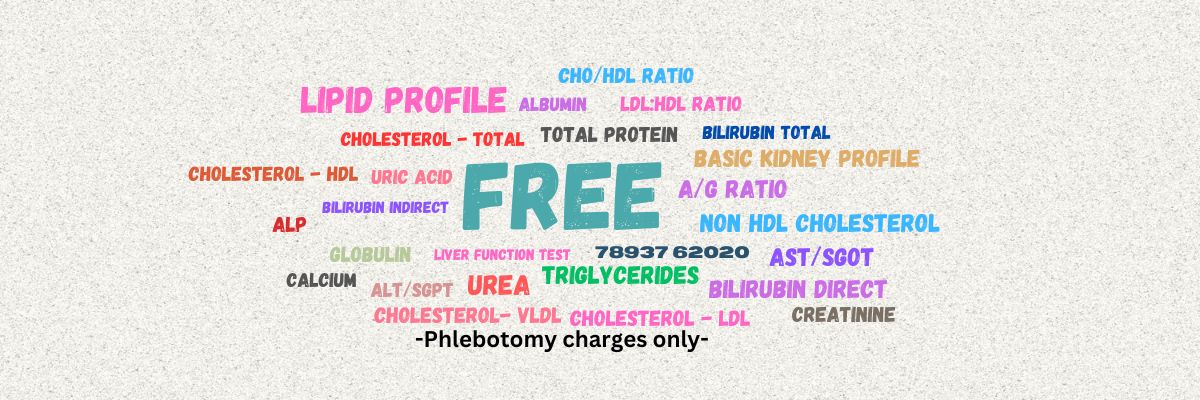 CHO/HDL RATIO
LIPID PROFILE ALBUMIN LDL:HDL RATIO
CHOLESTEROL - TOTAL TOTAL PROTEIN BILIRUBIN TOTAL
BASIC KIDNEY PROFILE
CHOLESTEROL - HDL URIC ACID FREE A/G RATIO
BILIRUBIN INDIRECT
ALP NON HDL CHOLESTEROL
GLOBULIN LIVER FUNCTION TEST 78937 62020 AST/SGOT
CALCIUM ALT/SGPT UREA TRIGLYCERIDES BILIRUBIN DIRECT
CHOLESTEROL- VLDL CHOLESTEROL - LDL CREATININE
-Phlebotomy charges only-